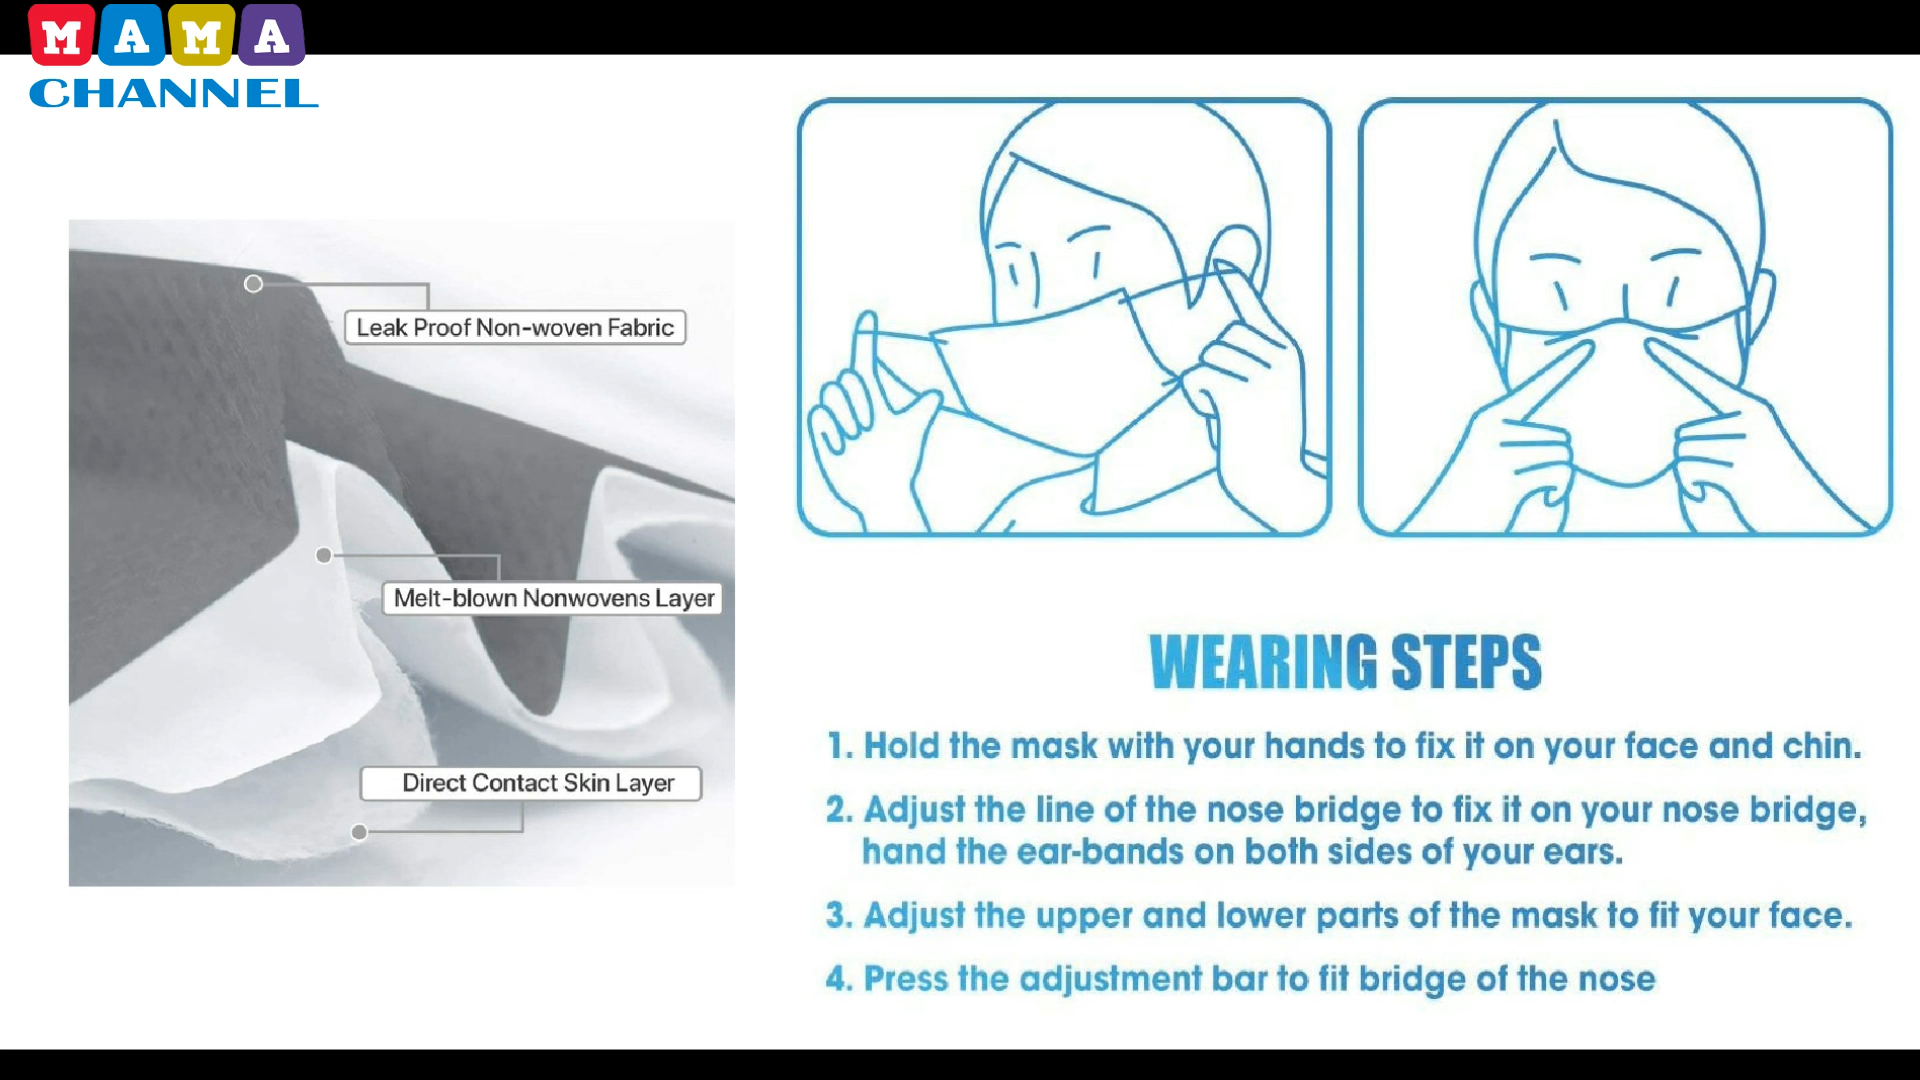 MAMA
CHANNEL
Leak Proof Non-woven Fabric
Melt-blown Nonwovens Layer
Direct Contact Skin Layer
WEARING STEPS
1. Hold the mask with your hands to fix it on your face and chin.
2. Adjust the line of the nose bridge to fix it on your nose bridge,
hand the ear-bands on both sides of your ears.
3. Adjust the upper and lower parts of the mask to fit your face.
4. Press the adjustment bar to fit bridge of the nose